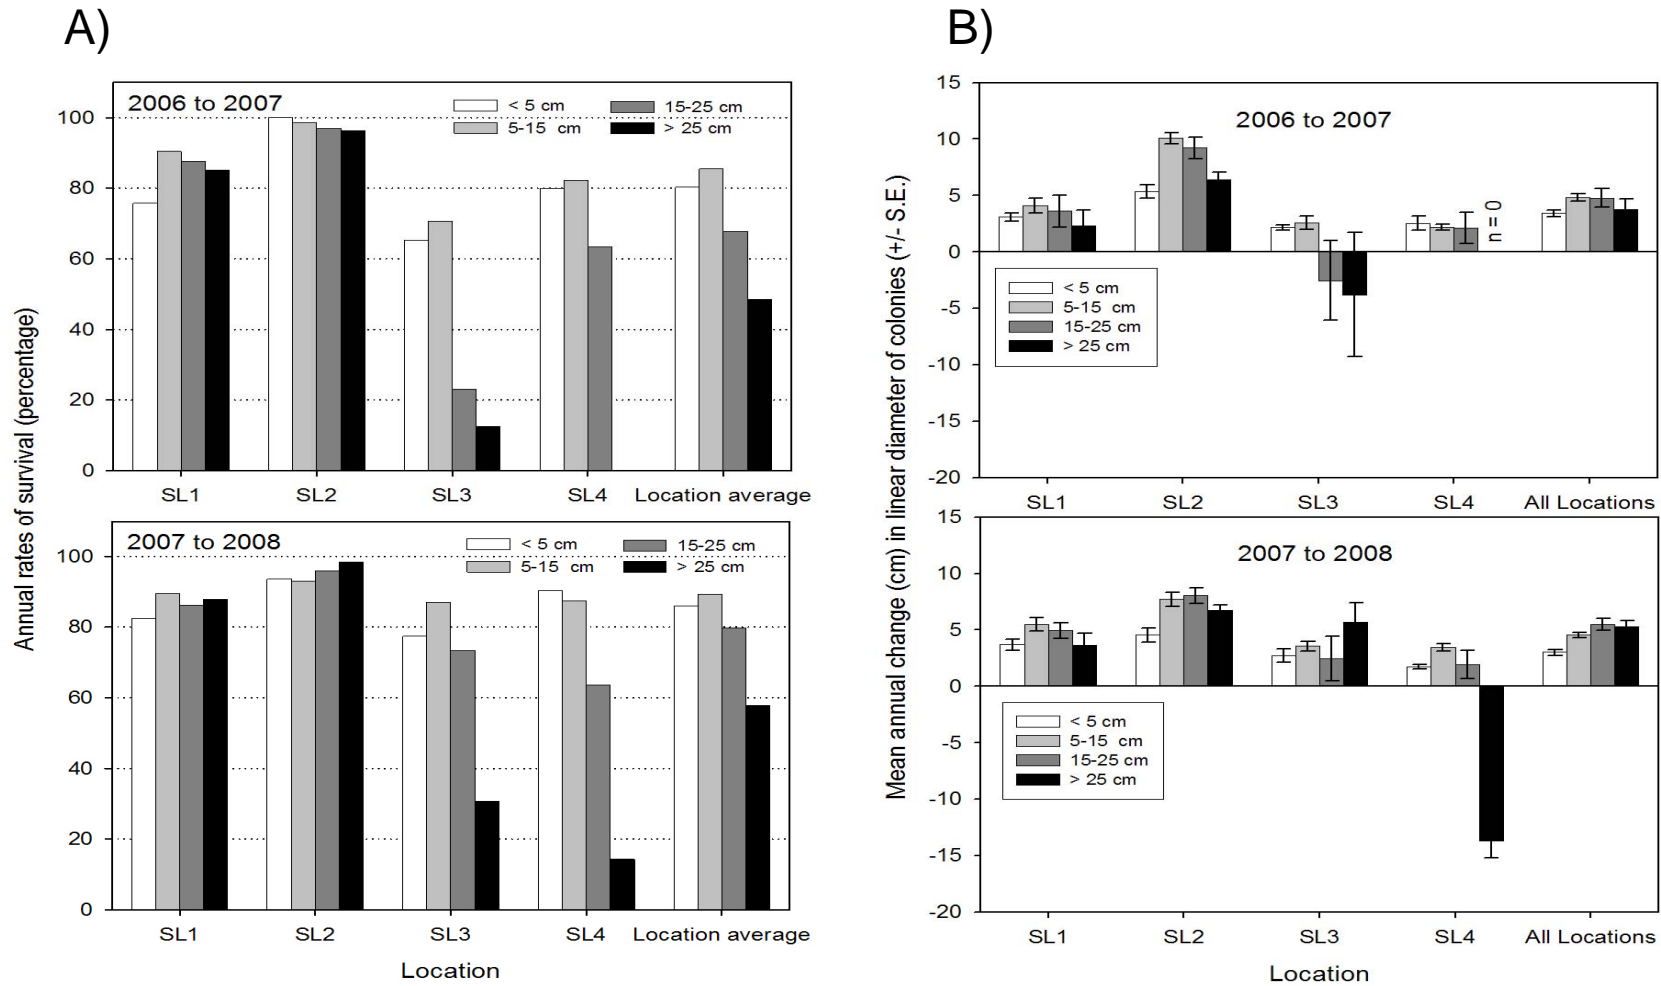 A)
Annual rates of survival (percentage)
2006 to 2007
< 5 cm
5-15 cm
15-25 cm
> 25 cm
100
80
60
40
20
0
SL1 SL2 SL3 SL4 Location average
2007 to 2008
< 5 cm
5-15 cm
15-25 cm
> 25 cm
100
80
60
40
20
0
SL1 SL2 SL3 SL4 Location average
Location
B)
Mean annual change (cm) in linear diameter of colonies (+/- S.E.)
2006 to 2007
15
10
5
0
-5
-10
-15
-20
n = 0
< 5 cm
5-15 cm
15-25 cm
> 25 cm
SL1 SL2 SL3 SL4 All Locations
2007 to 2008
15
10
5
0
-5
-10
-15
-20
< 5 cm
5-15 cm
15-25 cm
> 25 cm
SL1 SL2 SL3 SL4 All Locations
Location